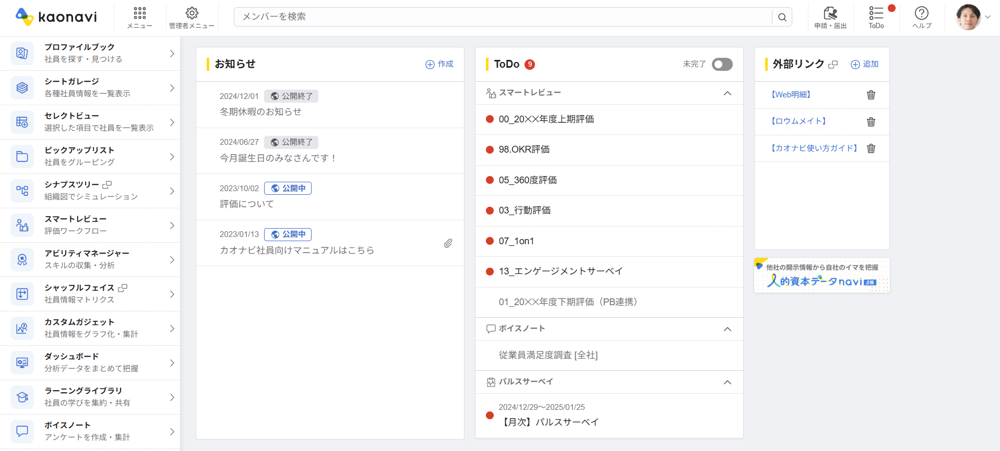 kaonavi
メニュー
管理者メニュー
メンバーを検索
申請・届出
ToDo
ヘルプ
プロファイルブック
社員を探す・見つける
シートガレージ
各種社員情報を一覧表示
セレクトビュー
選択した項目で社員を一覧表示
ピックアップリスト
社員をグルーピング
シナプスツリー
組織図でシミュレーション
スマートレビュー
評価ワークフロー
アビリティマネージャー
スキルの収集・分析
シャッフルフェイス
社員情報マトリクス
カスタムガジェット
社員情報をグラフ化・集計
ダッシュボード
分析データをまとめて把握
ラーニングライブラリ
社員の学びを集約・共有
ボイスノート
アンケートを作成・集計
お知らせ
作成
2024/12/01 公開終了
冬期休暇のお知らせ
2024/06/27 公開終了
今月誕生日のみなさんです！
2023/10/02 公開中
評価について
2023/01/13 公開中
カオナビ社員向けマニュアルはこちら
ToDo 9
未完了
スマートレビュー
00_20XX年度上期評価
98.OKR評価
05_360度評価
03_行動評価
07_1on1
13_エンゲージメントサーベイ
01_20XX年度下期評価（PB連携）
ボイスノート
従業員満足度調査 [全社]
パルスサーベイ
2024/12/29～2025/01/25
【月次】パルスサーベイ
外部リンク
追加
【Web明細】
【ロウムメイト】
【カオナビ使い方ガイド】
他社の開示情報から自社のイマを把握
人的資本データnavi β版